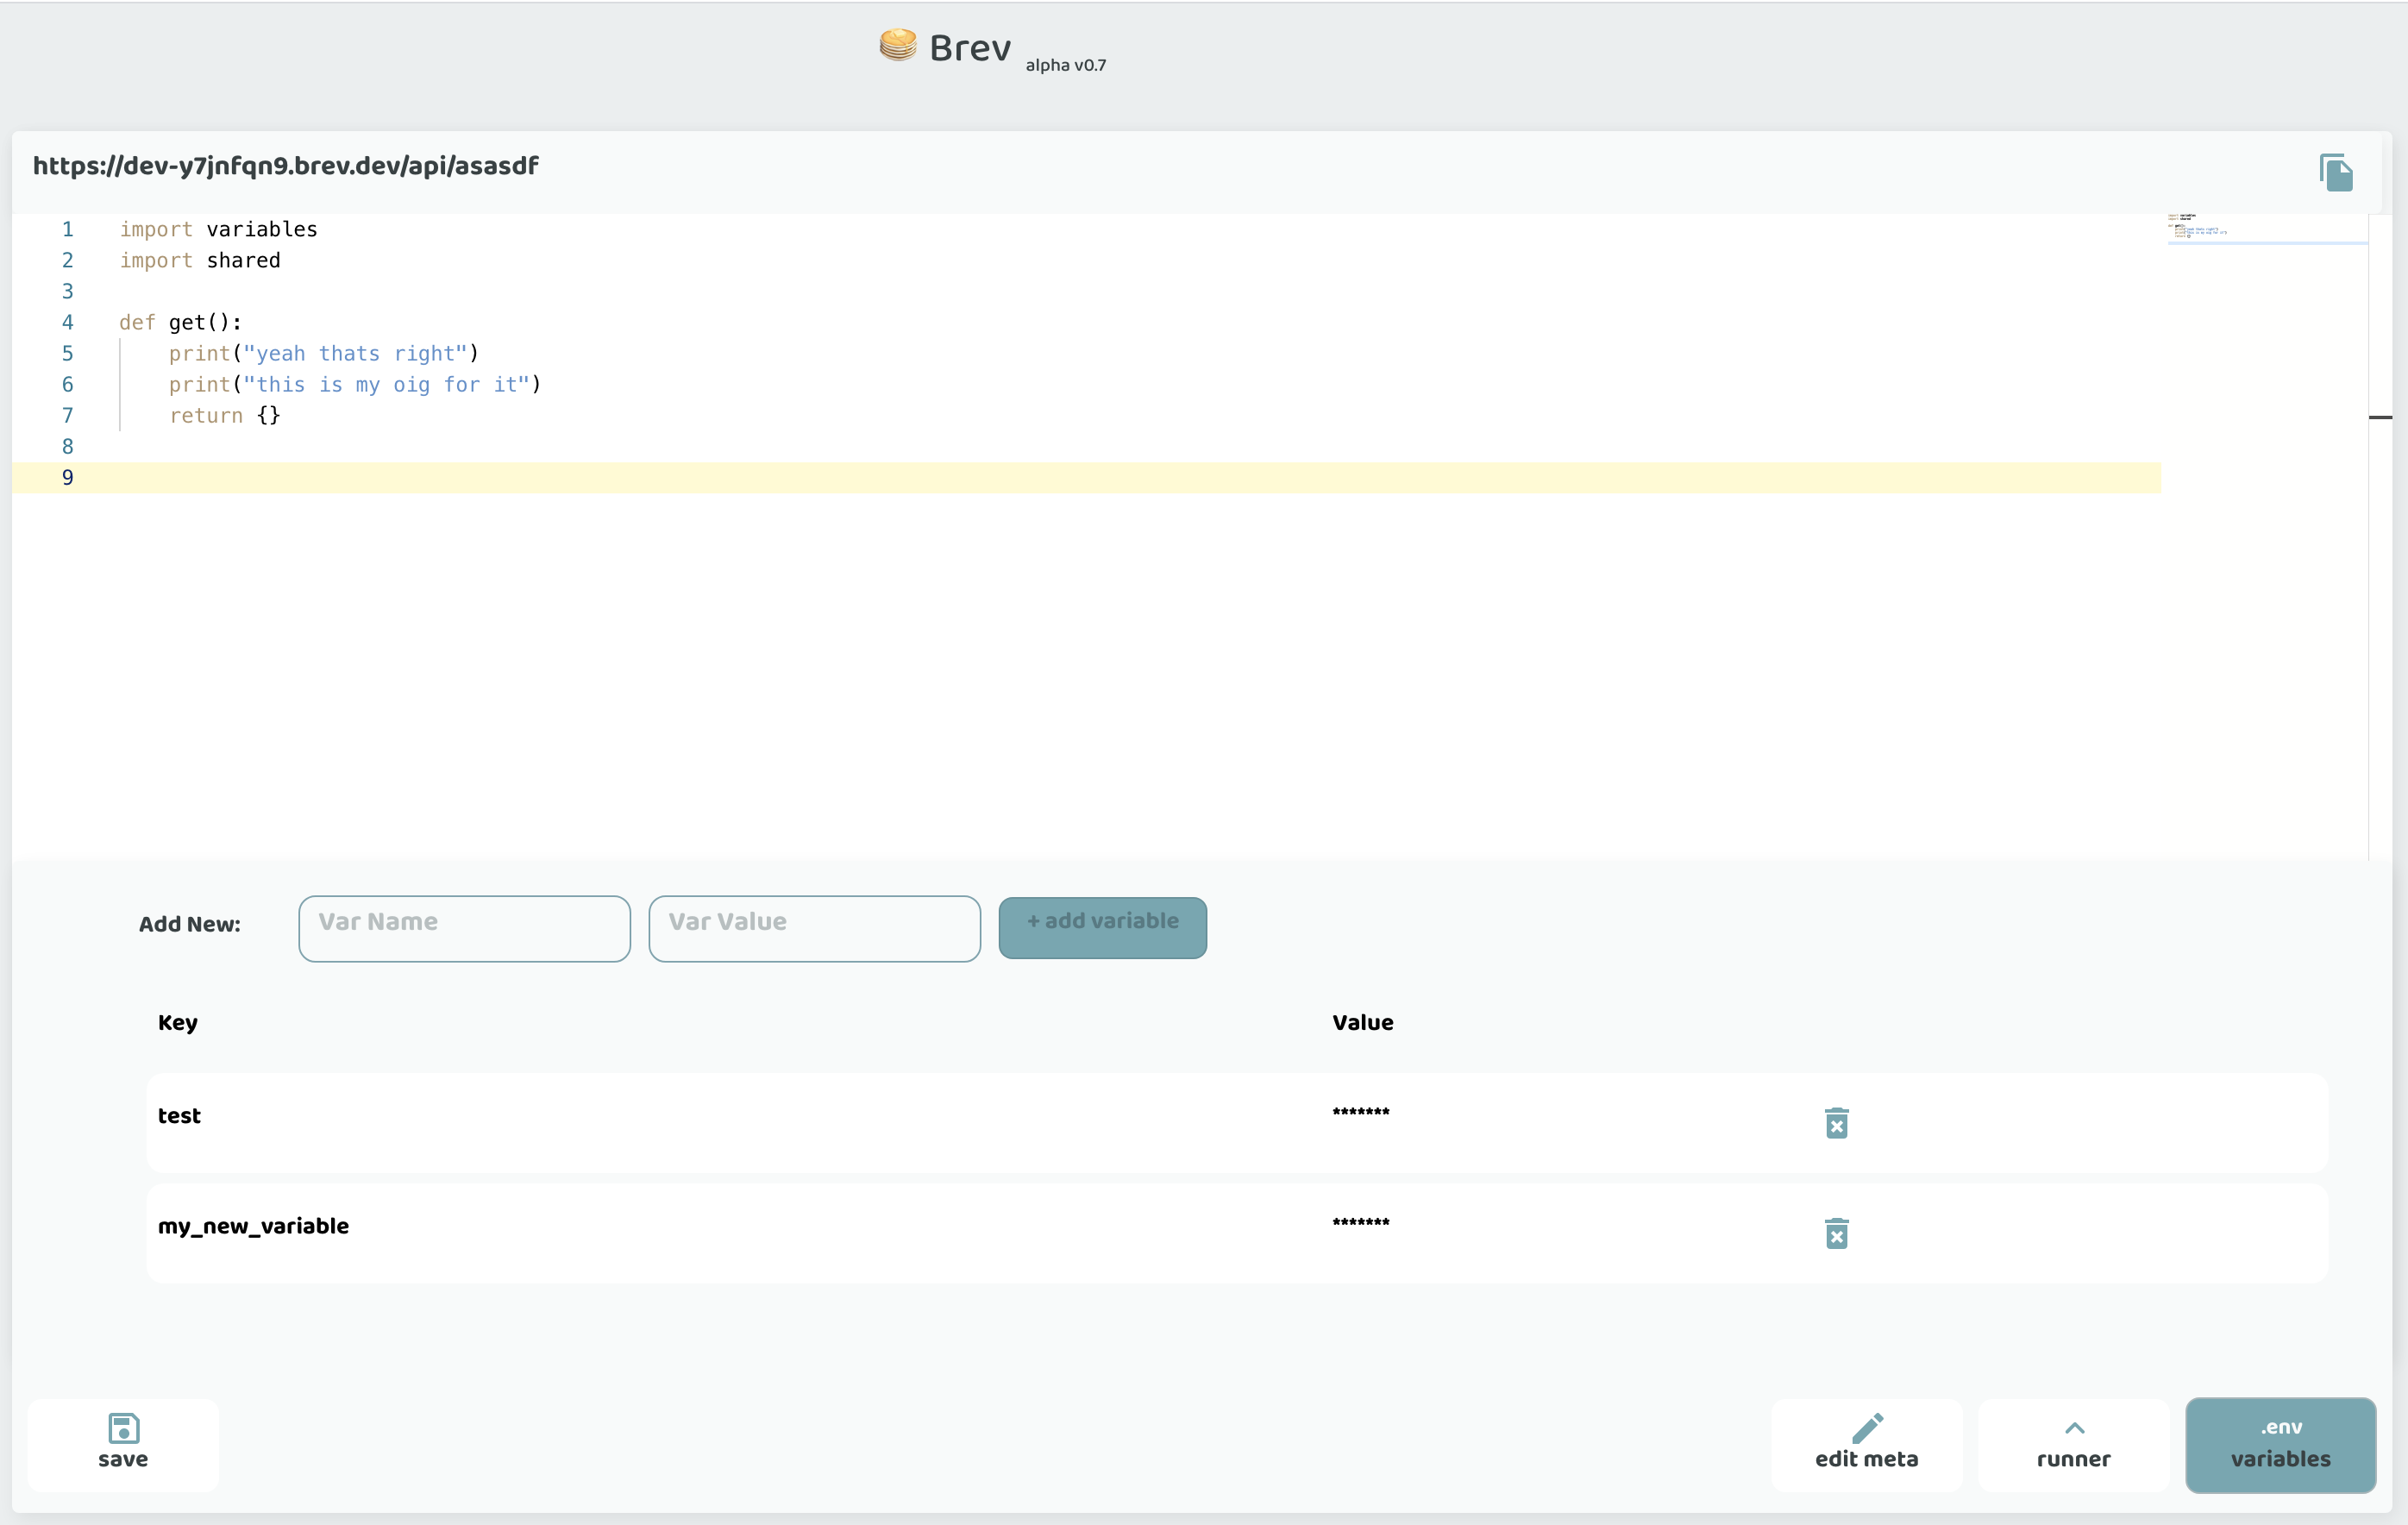 Brev alpha v0.7
https://dev-y7jnfqn9.brev.dev/api/asasdf
1 import variables
2 import shared
3
4 def get():
5     print("yeah thats right")
6     print("this is my oig for it")
7     return {}
8
9
Add New: Var Name Var Value + add variable
Key Value
test *******
my_new_variable *******
save
edit meta
runner
.env
variables